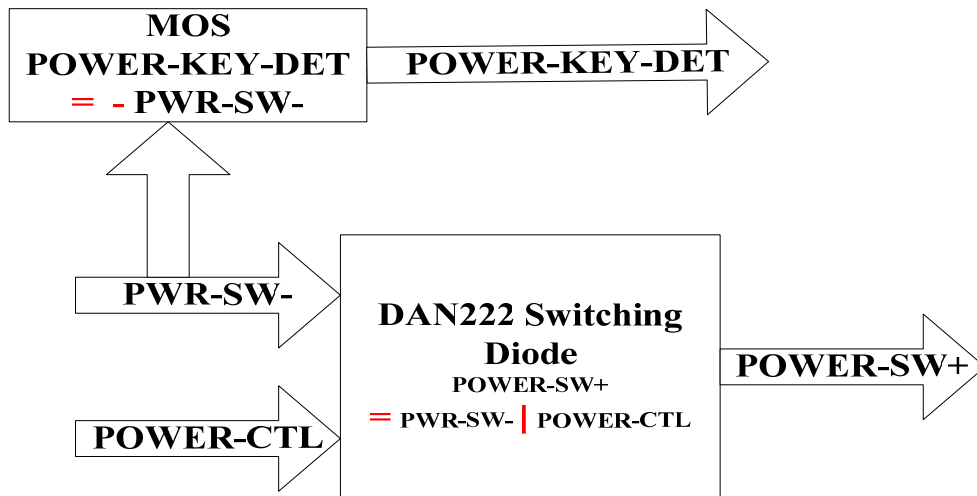 MOS
POWER-KEY-DET
= - PWR-SW-
POWER-KEY-DET
PWR-SW-
POWER-CTL
DAN222 Switching
Diode
POWER-SW+
= PWR-SW- | POWER-CTL
POWER-SW+